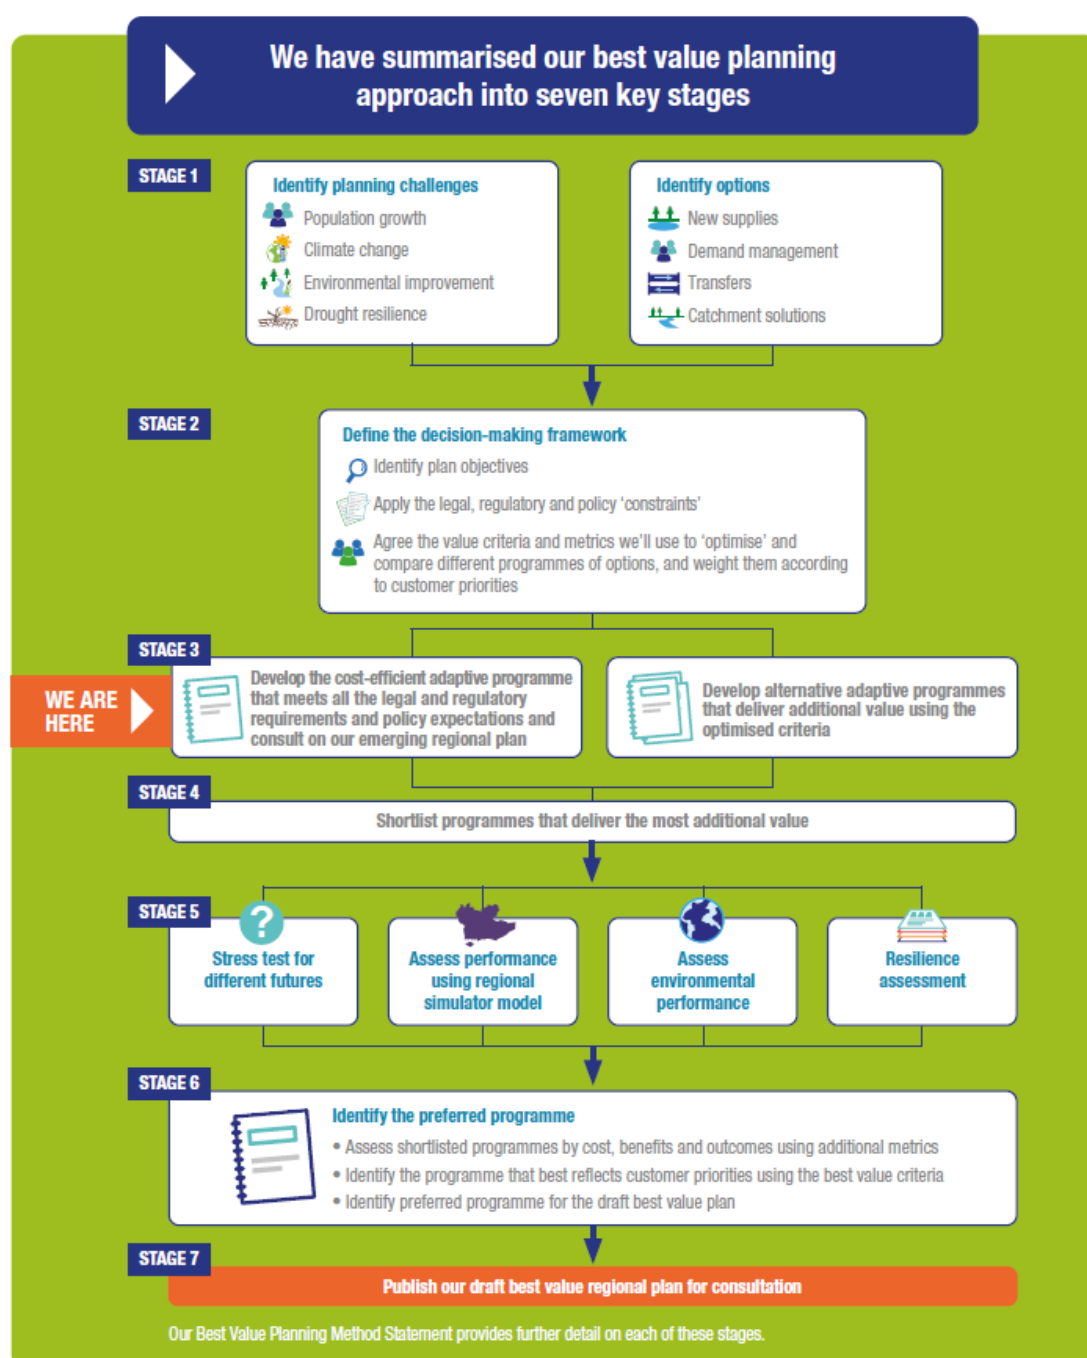 We have summarised our best value planning
approach into seven key stages
STAGE 1
Identify planning challenges
Population growth
Climate change
Environmental improvement
Drought resilience
Identify options
New supplies
Demand management
Transfers
Catchment solutions
STAGE 2
Define the decision-making framework
Identify plan objectives
Apply the legal, regulatory and policy ‘constraints’
Agree the value criteria and metrics we’ll use to ‘optimise’ and
compare different programmes of options, and weight them according
to customer priorities
STAGE 3
WE ARE
HERE
Develop the cost-efficient adaptive programme
that meets all the legal and regulatory
requirements and policy expectations and
consult on our emerging regional plan
Develop alternative adaptive programmes
that deliver additional value using the
optimised criteria
STAGE 4
Shortlist programmes that deliver the most additional value
STAGE 5
?
Stress test for
different futures
Assess performance
using regional
simulator model
Assess
environmental
performance
Resilience
assessment
STAGE 6
Identify the preferred programme
• Assess shortlisted programmes by cost, benefits and outcomes using additional metrics
• Identify the programme that best reflects customer priorities using the best value criteria
• Identify preferred programme for the draft best value plan
STAGE 7
Publish our draft best value regional plan for consultation
Our Best Value Planning Method Statement provides further detail on each of these stages.